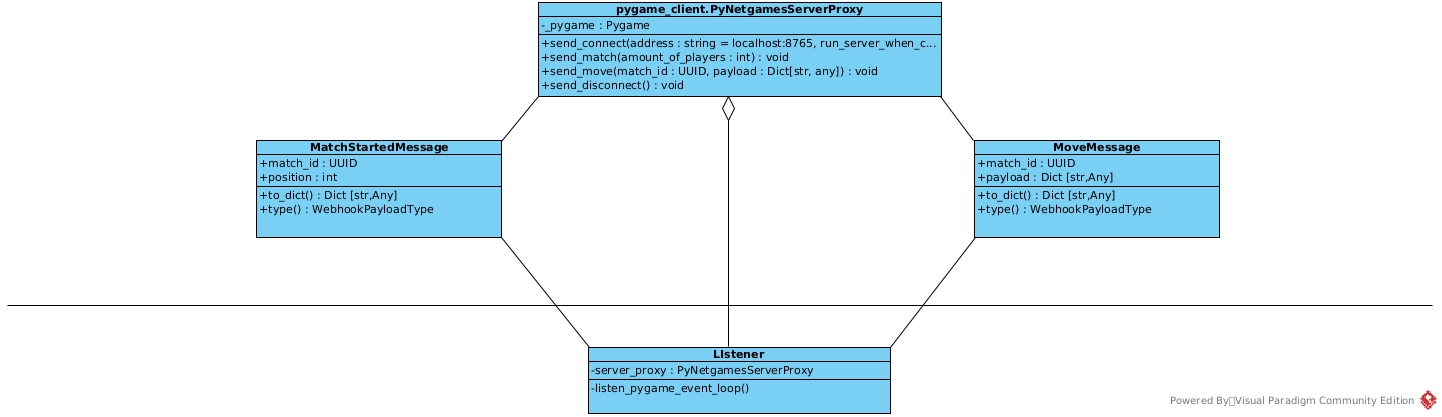 pygame_client.PyNetgamesServerProxy
-_pygame : Pygame
+send_connect(address : string = localhost:8765, run_server_when_c...
+send_match(amount_of_players : int) : void
+send_move(match_id : UUID, payload : Dict[str, any]) : void
+send_disconnect() : void
MatchStartedMessage
+match_id : UUID
+position : int
+to_dict() : Dict [str,Any]
+type() : WebhookPayloadType
MoveMessage
+match_id : UUID
+payload : Dict [str,Any]
+to_dict() : Dict [str,Any]
+type() : WebhookPayloadType
LIstener
-server_proxy : PyNetgamesServerProxy
-listen_pygame_event_loop()
Powered By Visual Paradigm Community Edition